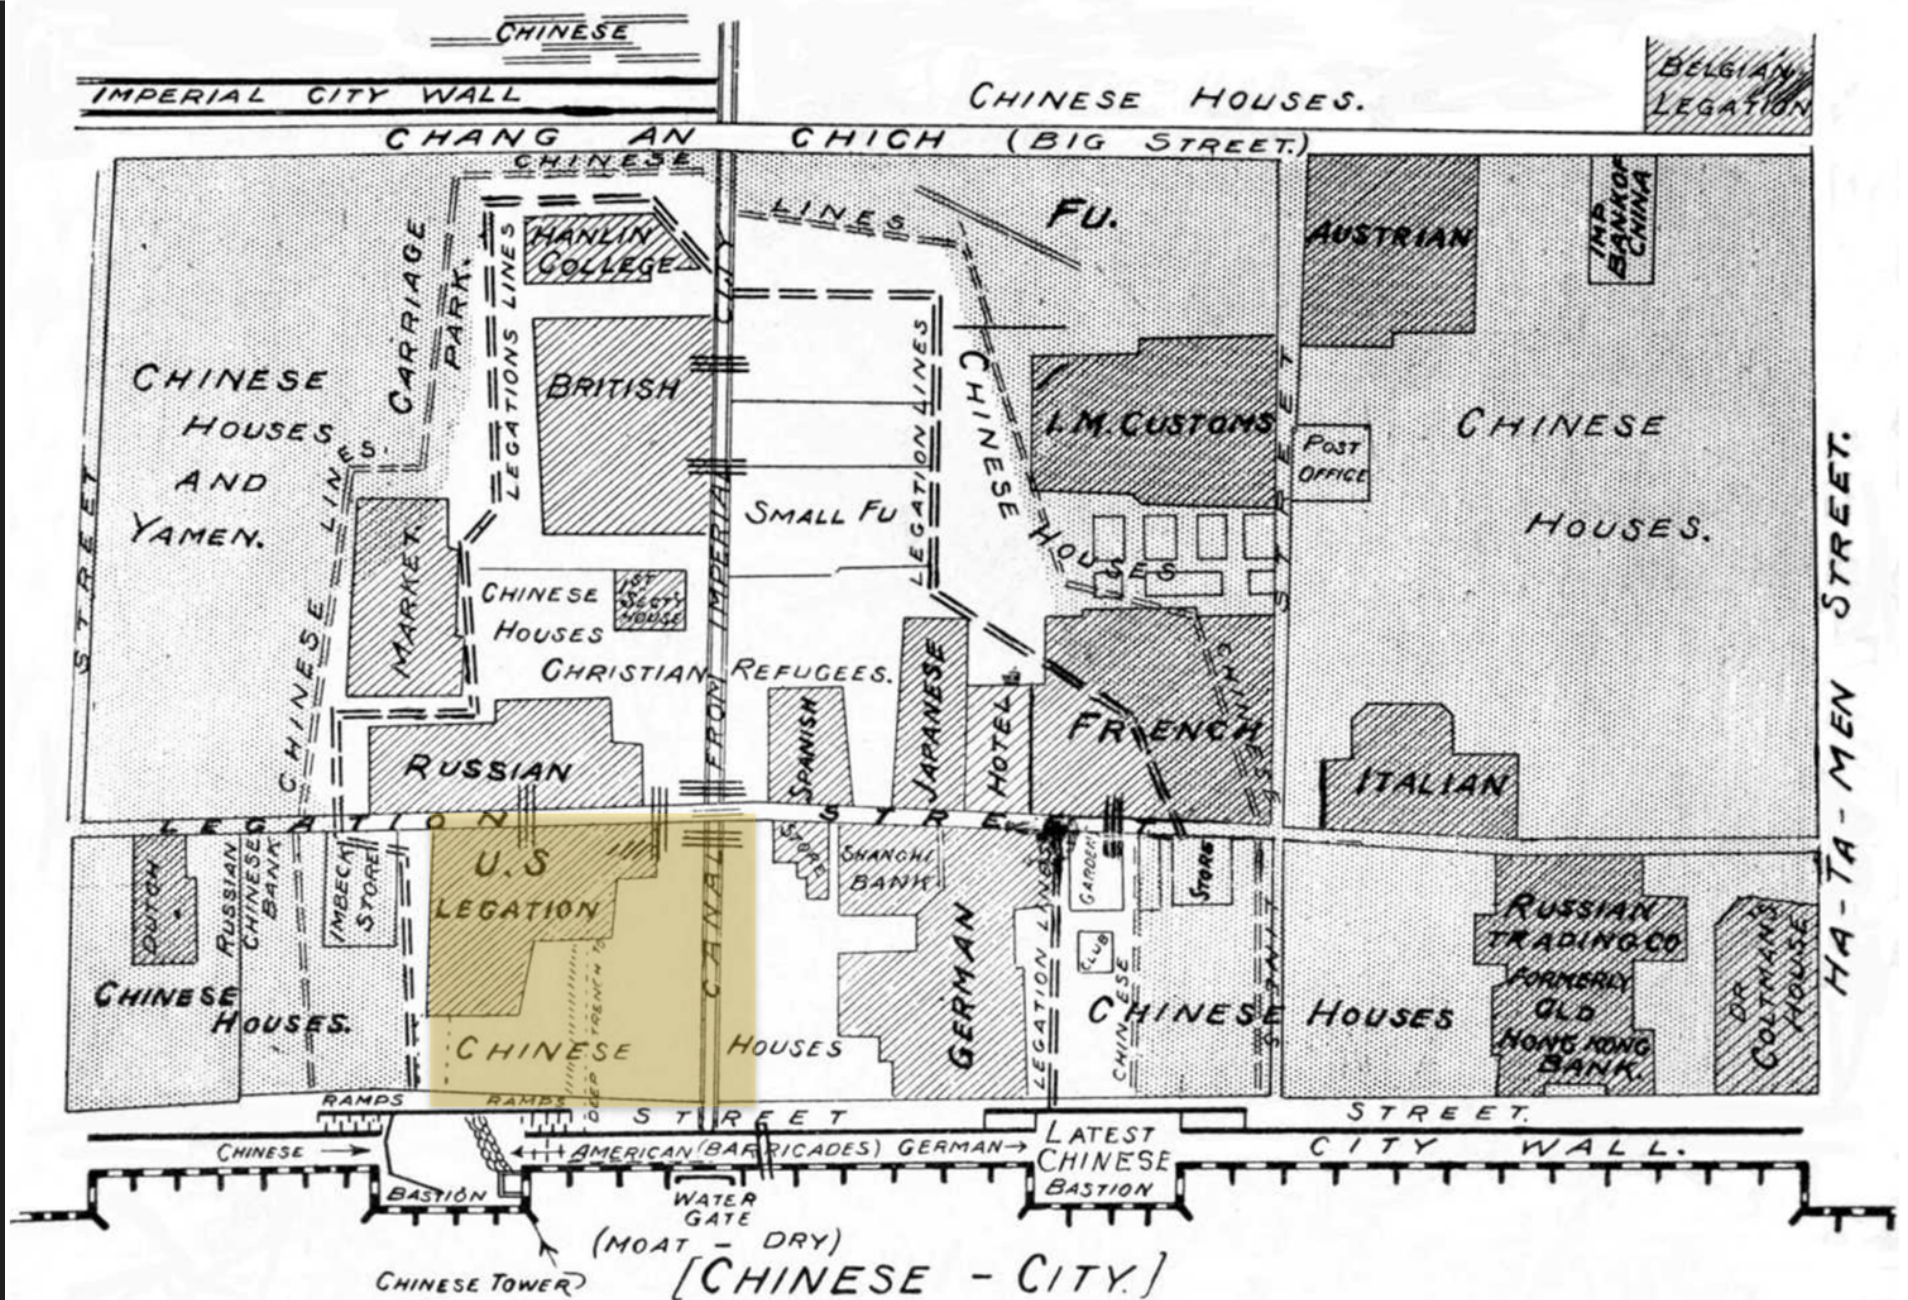 CHINESE
IMPERIAL CITY WALL
CHINESE HOUSES.
BELGIAN
LEGATION
CHANG AN CHICH (BIG STREET.)
CHINESE
LINES
FU.
AUSTRIAN
IMP.
BANK OF
CHINA
CARRIAGE
PARK.
LEGATIONS LINES
HANLIN
COLLEGE
CHINESE
HOUSES
AND
YAMEN.
CHINESE LINES.
STREET
BRITISH
LEGATION LINES
CHINESE
HOUSES
I.M. CUSTOMS
STREET
POST
OFFICE
CHINESE
HOUSES.
HA-TA-MEN STREET.
SMALL FU
MARKET.
CHINESE
HOUSES
1ST
SECTY
HOUSE
CHRISTIAN REFUGEES.
CANAL FROM IMPERIAL CITY
RUSSIAN
SPANISH
JAPANESE
HOTEL
FRENCH
CHINESE
ITALIAN
LEGATION STREET
DUTCH
RUSSIAN
CHINESE
BANK
IMBECK
STORE
U.S
LEGATION
DEEP TRENCH TO
STORE
SHANGHI
BANK
GERMAN
LEGATION LINES
GARDEN
CLUB
CHINESE
STORE
LINES
RUSSIAN
TRADING CO
FORMERLY
OLD
HONG KONG
BANK.
DR
COLTMANS
HOUSE
CHINESE
HOUSES.
CHINESE HOUSES
CHINESE HOUSES
RAMPS
RAMPS
STREET
STREET.
CHINESE
AMERICAN (BARRICADES) GERMAN
LATEST
CHINESE
BASTION
CITY WALL.
BASTION
WATER
GATE
(MOAT - DRY)
CHINESE TOWER
[CHINESE - CITY.]